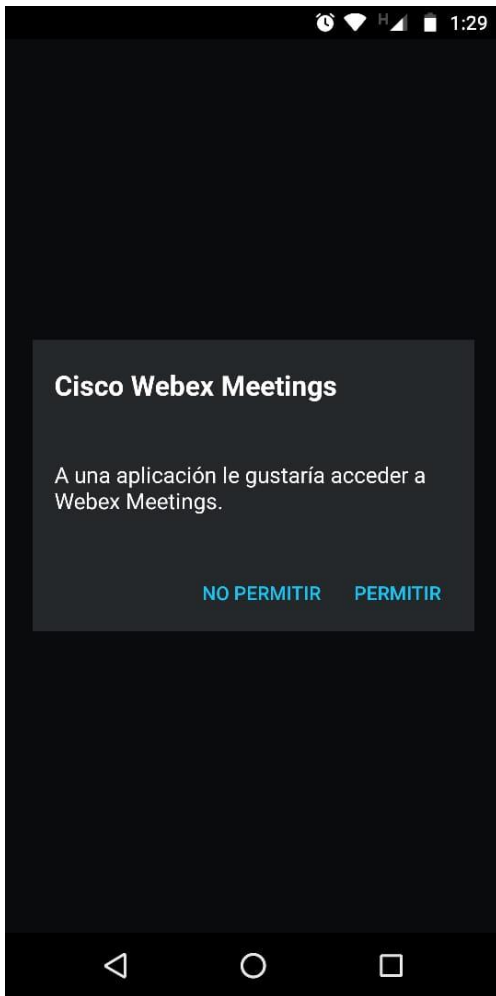 H 1:29
Cisco Webex Meetings
A una aplicación le gustaría acceder a
Webex Meetings.
NO PERMITIR PERMITIR